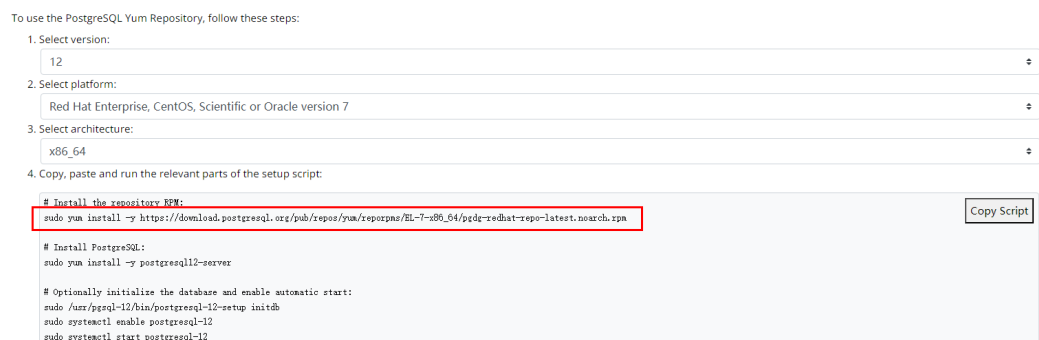 To use the PostgreSQL Yum Repository, follow these steps:
1. Select version:
12
2. Select platform:
Red Hat Enterprise, CentOS, Scientific or Oracle version 7
3. Select architecture:
x86_64
4. Copy, paste and run the relevant parts of the setup script:
# Install the repository RPM:
sudo yum install -y https://download.postgresql.org/pub/repos/yum/reporpms/EL-7-x86_64/pgdg-redhat-repo-latest.noarch.rpm
Copy Script
# Install PostgreSQL:
sudo yum install -y postgresql12-server
# Optionally initialize the database and enable automatic start:
sudo /usr/pgsql-12/bin/postgresql-12-setup initdb
sudo systemctl enable postgresql-12
sudo systemctl start postgresql-12